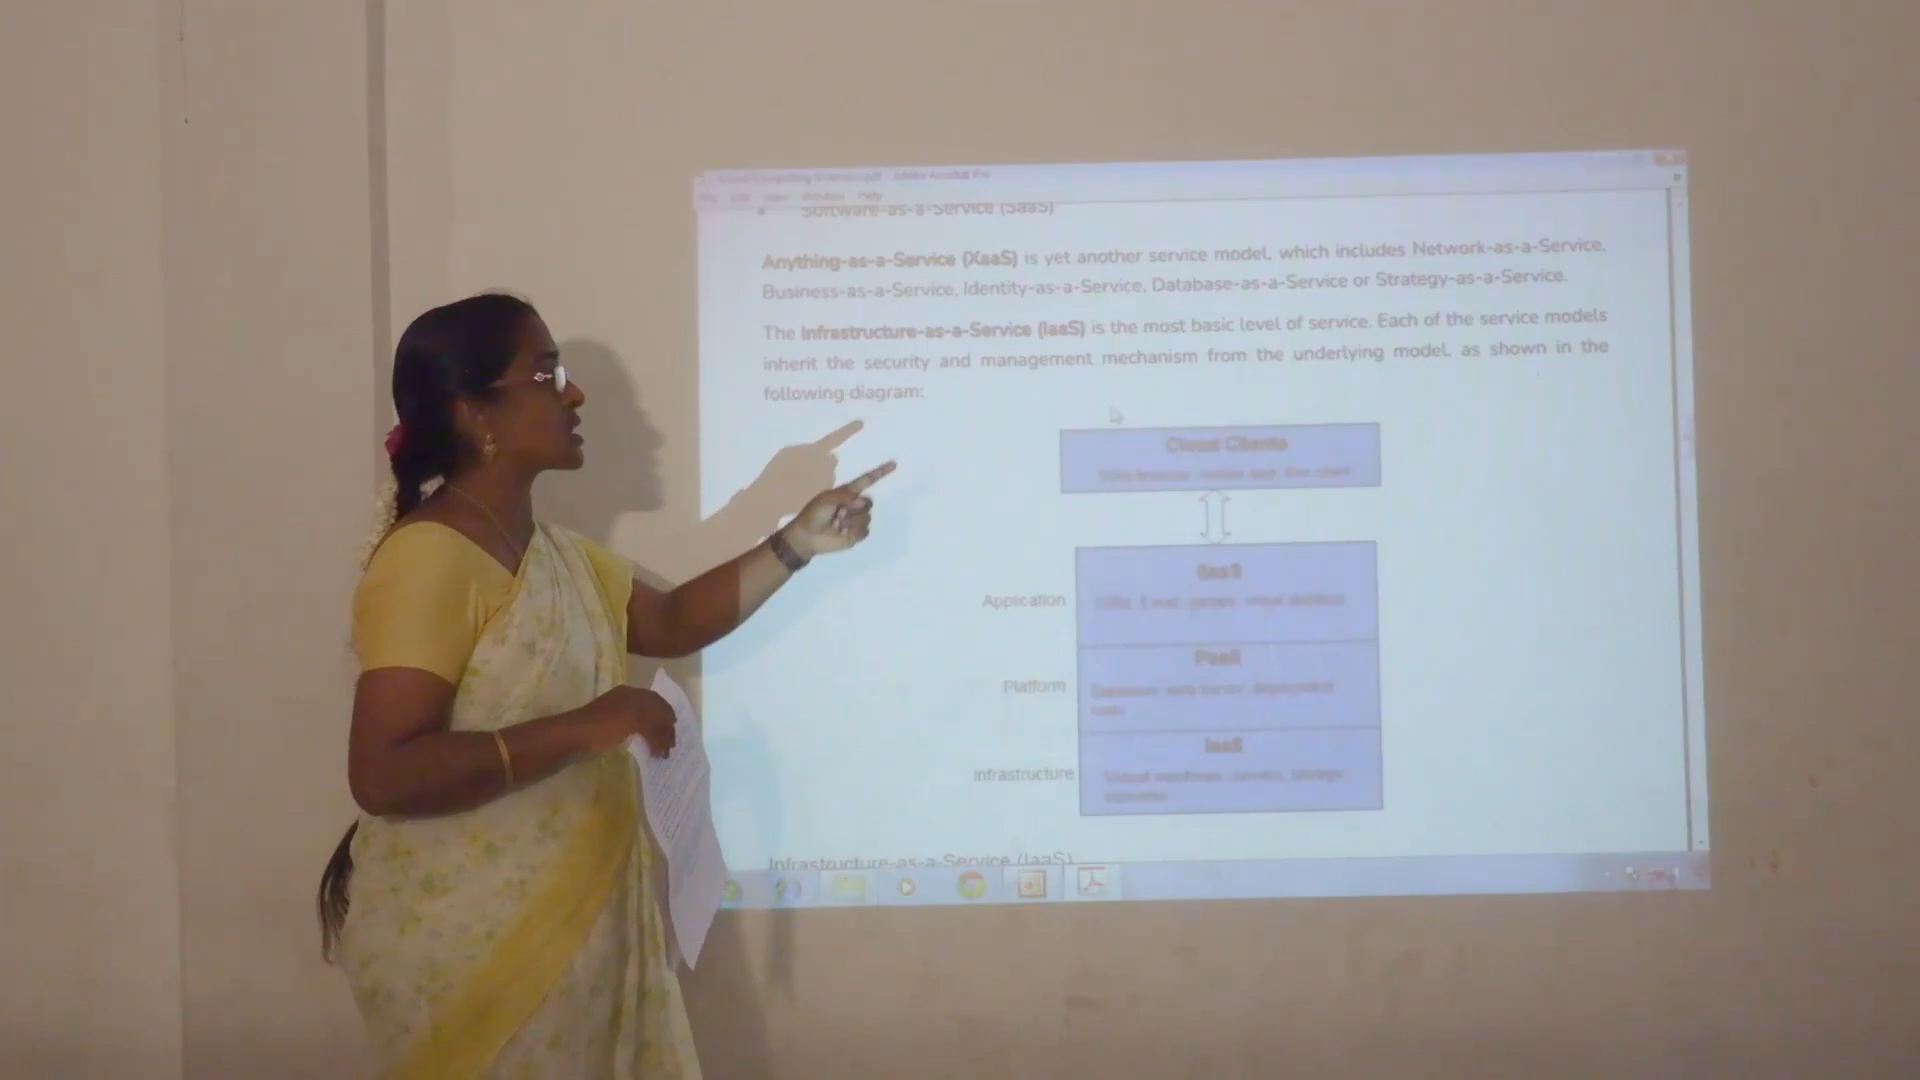 Software-as-a-Service (SaaS)
Anything-as-a-Service (XaaS) is yet another service model, which includes Network-as-a-Service,
Business-as-a-Service, Identity-as-a-Service, Database-as-a-Service or Strategy-as-a-Service.
The Infrastructure-as-a-Service (IaaS) is the most basic level of service. Each of the service models
inherit the security and management mechanism from the underlying model, as shown in the
following diagram:
Cloud Clients
SaaS
Application
PaaS
Platform
IaaS
Infrastructure
Infrastructure-as-a-Service (IaaS)